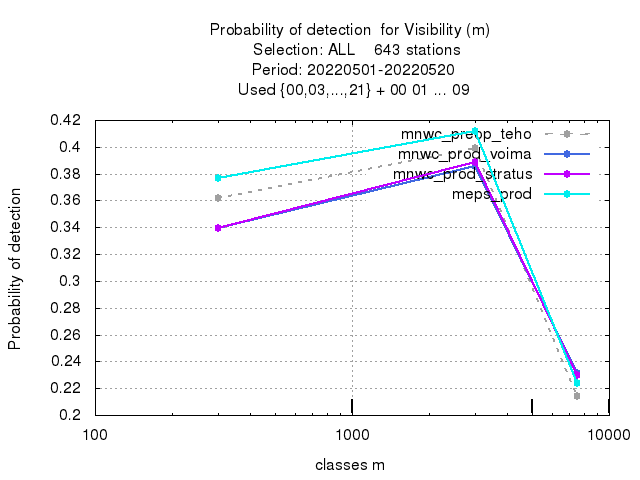 Probability of detection  for Visibility (m)
Selection: ALL    643 stations
Period: 20220501-20220520
Used {00,03,...,21} + 00 01 ... 09
Probability of detection
0.42
0.4
0.38
0.36
0.34
0.32
0.3
0.28
0.26
0.24
0.22
0.2
mnwc_prepp_teho
mnwc_prod_voima
mnwc_prod_stratus
meps_prod
100
1000
10000
classes m